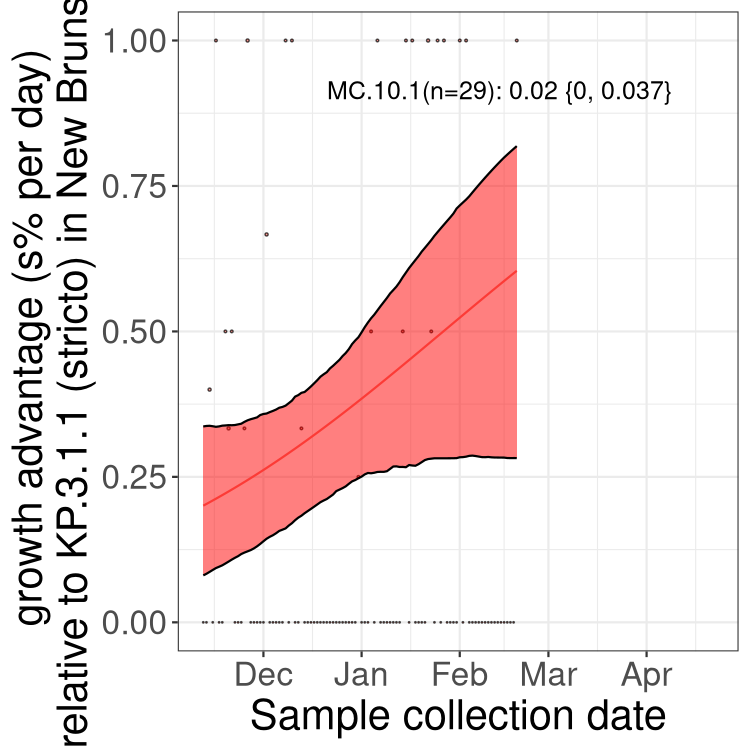 growth advantage (s% per day)
relative to KP.3.1.1 (stricto) in New Bruns
1.00
0.75
0.50
0.25
0.00
MC.10.1(n=29): 0.02 {0, 0.037}
Dec Jan Feb Mar Apr
Sample collection date